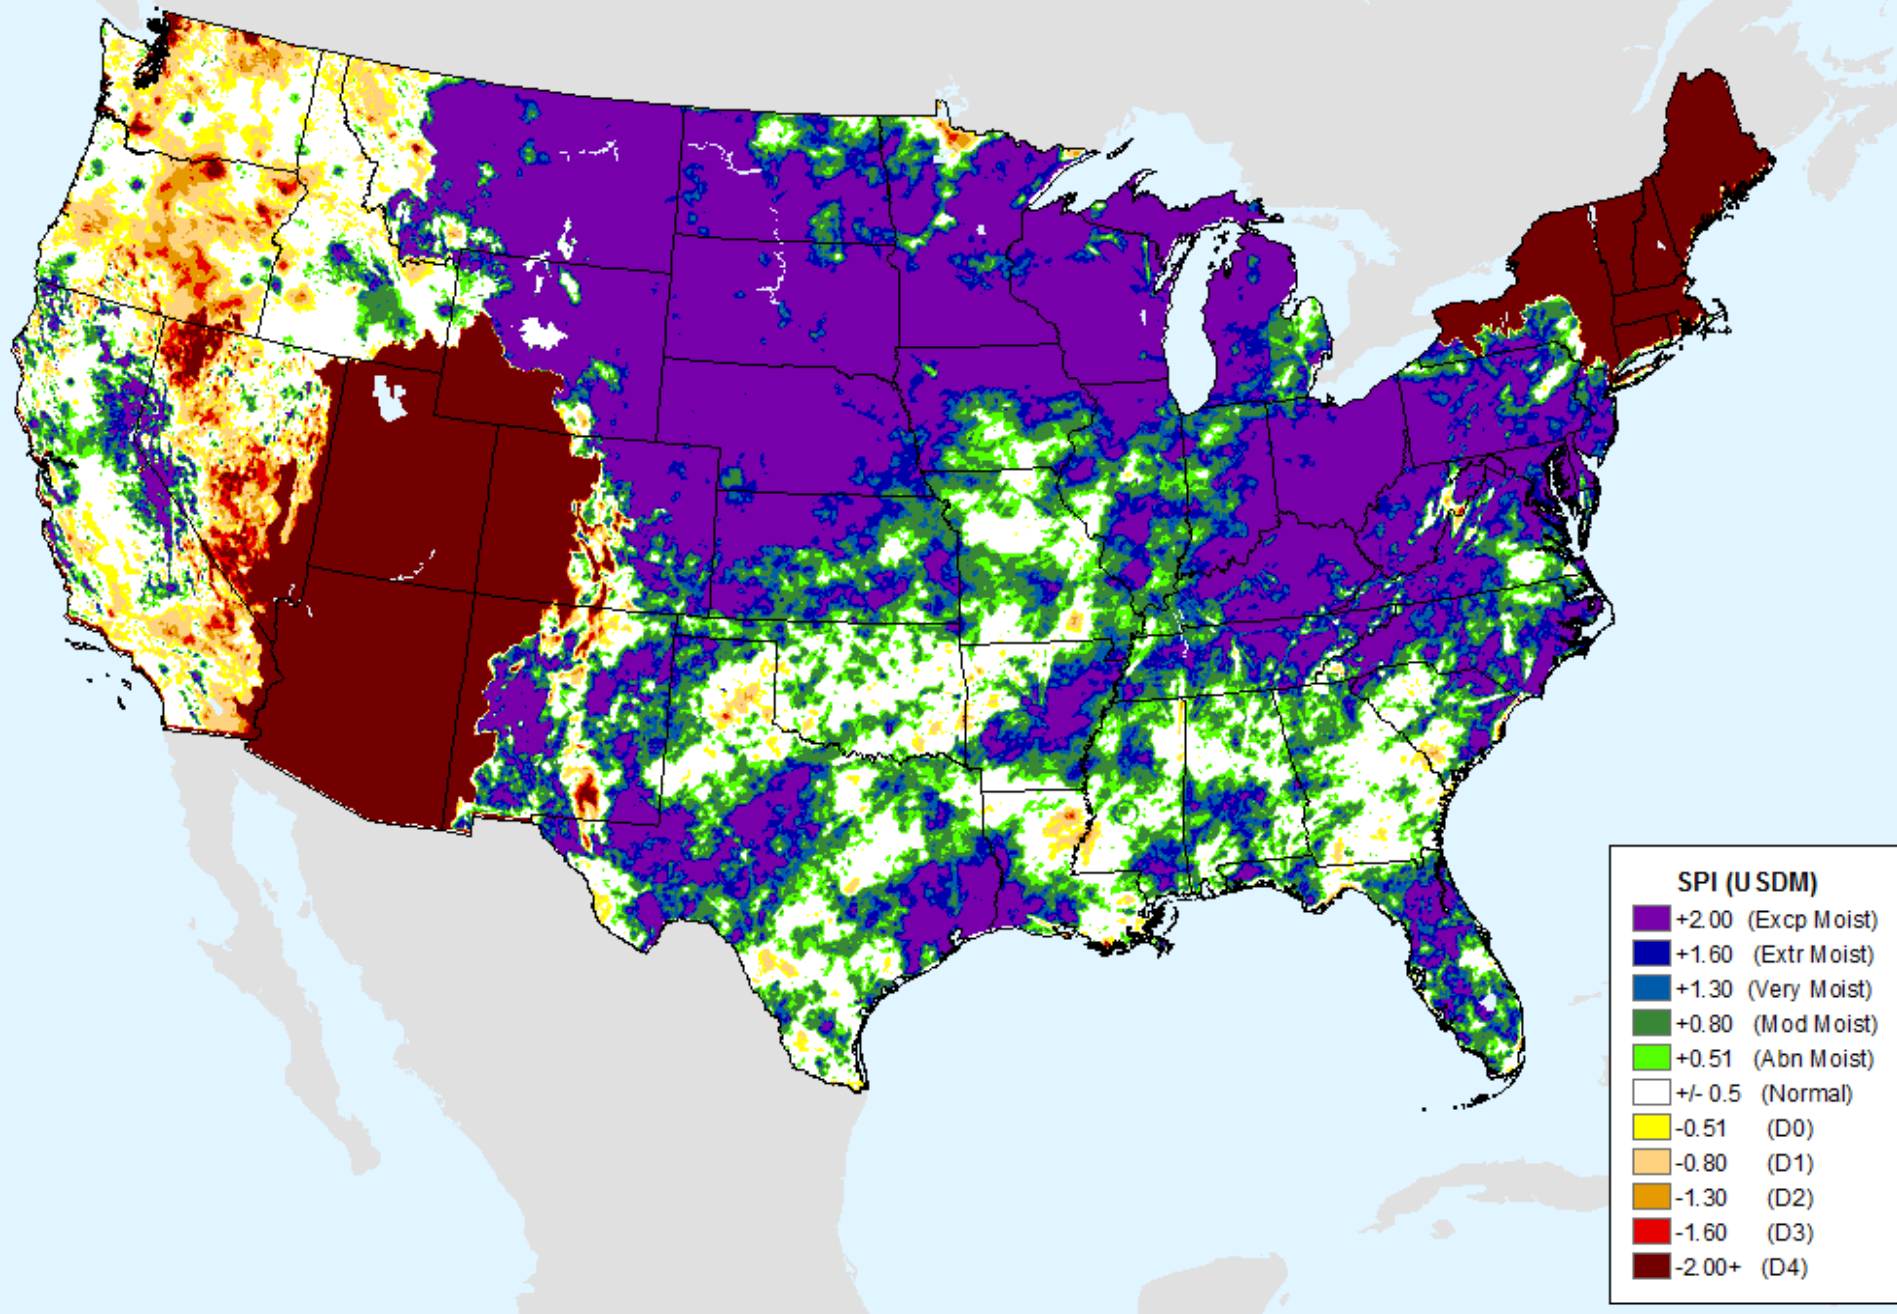 SPI (USDM)
+2.00 (Excp Moist)
+1.60 (Extr Moist)
+1.30 (Very Moist)
+0.80 (Mod Moist)
+0.51 (Abn Moist)
+/- 0.5 (Normal)
-0.51 (D0)
-0.80 (D1)
-1.30 (D2)
-1.60 (D3)
-2.00+ (D4)